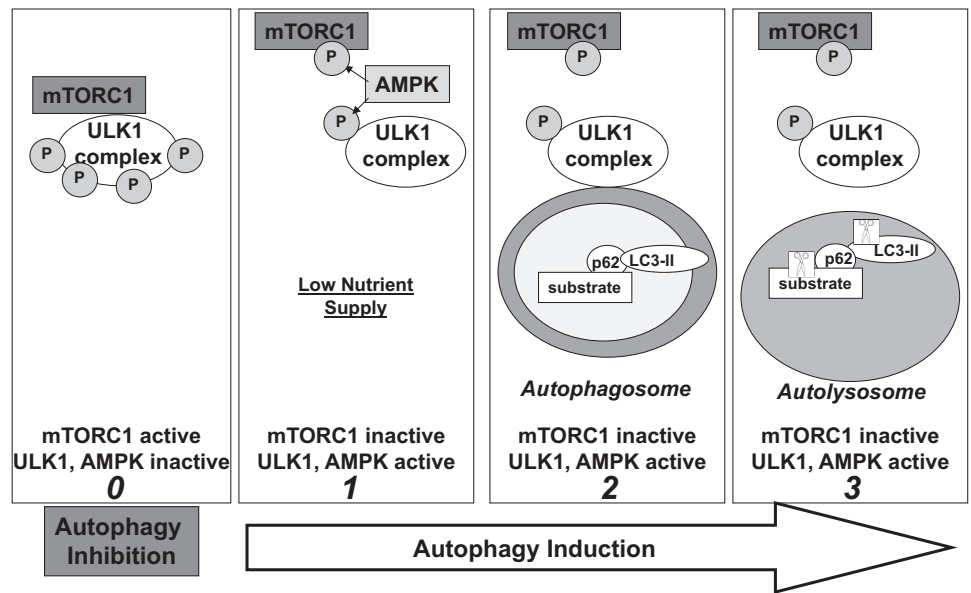 mTORC1
ULK1
complex
P
P
P
P
mTORC1 active
ULK1, AMPK inactive
0
mTORC1
P
AMPK
P
ULK1
complex
Low Nutrient
Supply
mTORC1 inactive
ULK1, AMPK active
1
mTORC1
P
P
ULK1
complex
p62
LC3-II
substrate
Autophagosome
mTORC1 inactive
ULK1, AMPK active
2
mTORC1
P
P
ULK1
complex
p62
LC3-II
substrate
Autolysosome
mTORC1 inactive
ULK1, AMPK active
3
Autophagy
Inhibition
Autophagy Induction